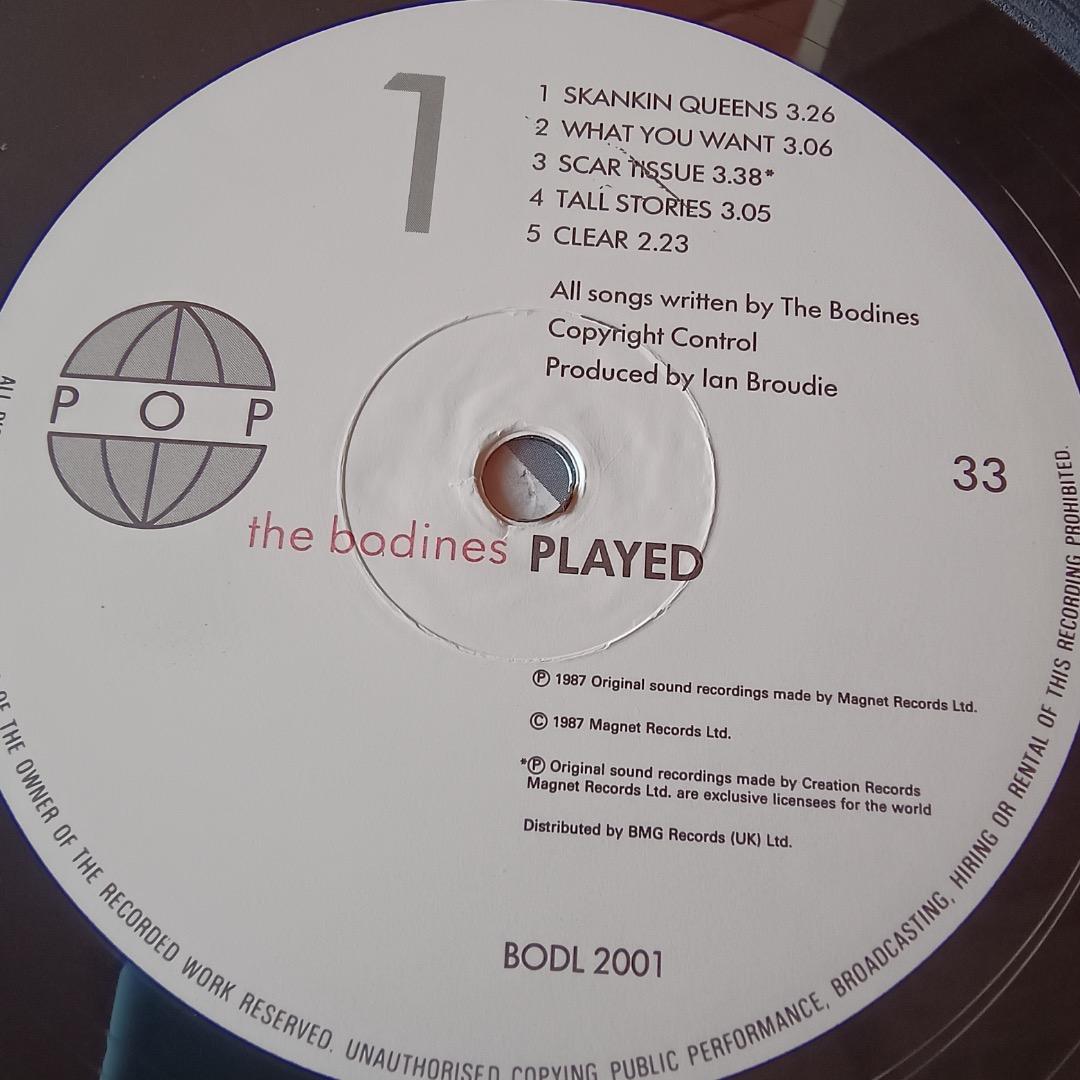 1
1 SKANKIN QUEENS 3.26
2 WHAT YOU WANT 3.06
3 SCAR TISSUE 3.38*
4 TALL STORIES 3.05
5 CLEAR 2.23
All songs written by The Bodines
Copyright Control
Produced by Ian Broudie
POP
33
the bodines PLAYED
℗ 1987 Original sound recordings made by Magnet Records Ltd.
© 1987 Magnet Records Ltd.
*℗ Original sound recordings made by Creation Records
Magnet Records Ltd. are exclusive licensees for the world
Distributed by BMG Records (UK) Ltd.
BODL 2001
ALL
OF THE OWNER OF THE RECORDED WORK RESERVED. UNAUTHORISED COPYING, PUBLIC PERFORMANCE, BROADCASTING, HIRING OR RENTAL OF THIS RECORDING PROHIBITED.